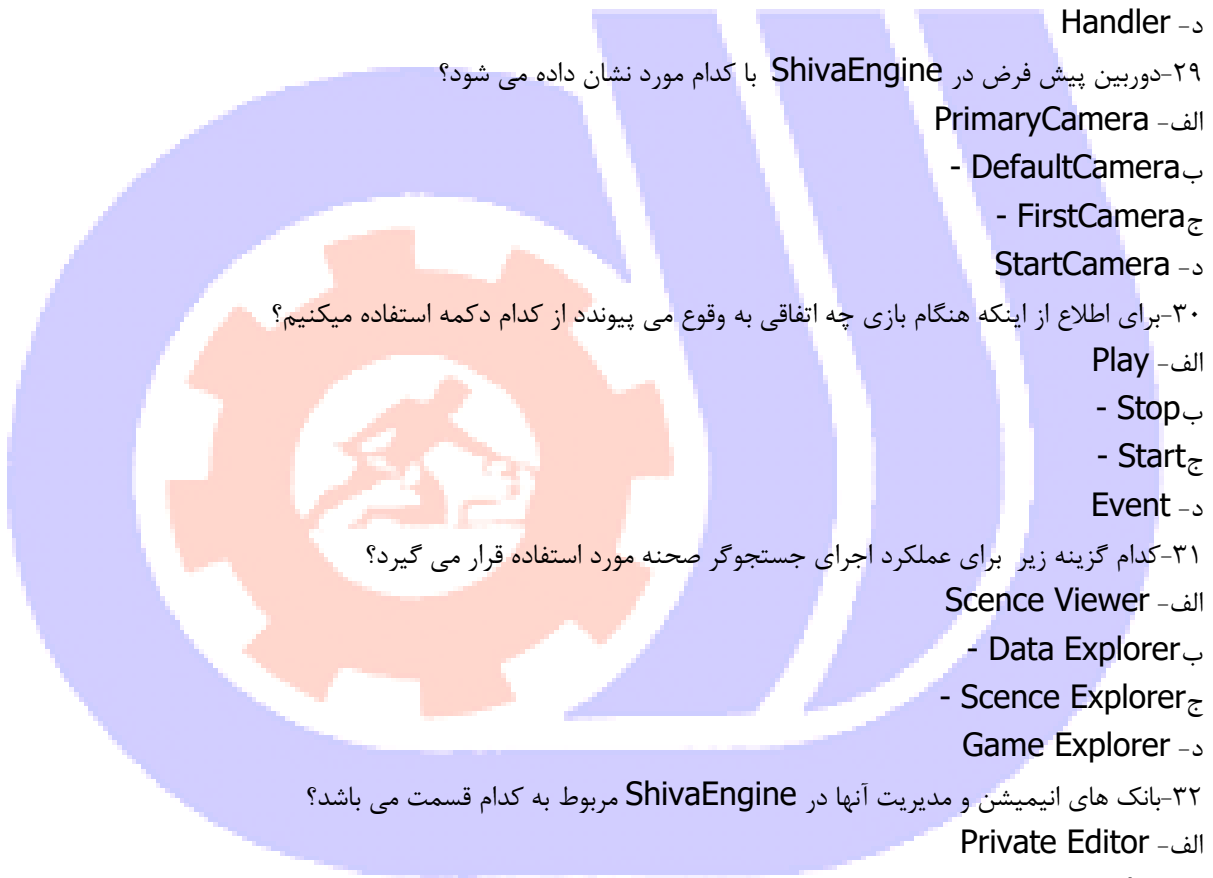 د- Handler
۲۹-دوربین پیش فرض در ShivaEngine با کدام مورد نشان داده می شود؟
الف- PrimaryCamera
ب- DefaultCamera
ج- FirstCamera
د- StartCamera
۳۰-برای اطلاع از اینکه هنگام بازی چه اتفاقی به وقوع می پیوندد از کدام دکمه استفاده میکنیم؟
الف- Play
ب- Stop
ج- Start
د- Event
۳۱-کدام گزینه زیر برای عملکرد اجرای جستجوگر صحنه مورد استفاده قرار می گیرد؟
الف- Scence Viewer
ب- Data Explorer
ج- Scence Explorer
د- Game Explorer
۳۲-بانک های انیمیشن و مدیریت آنها در ShivaEngine مربوط به کدام قسمت می باشد؟
الف- Private Editor